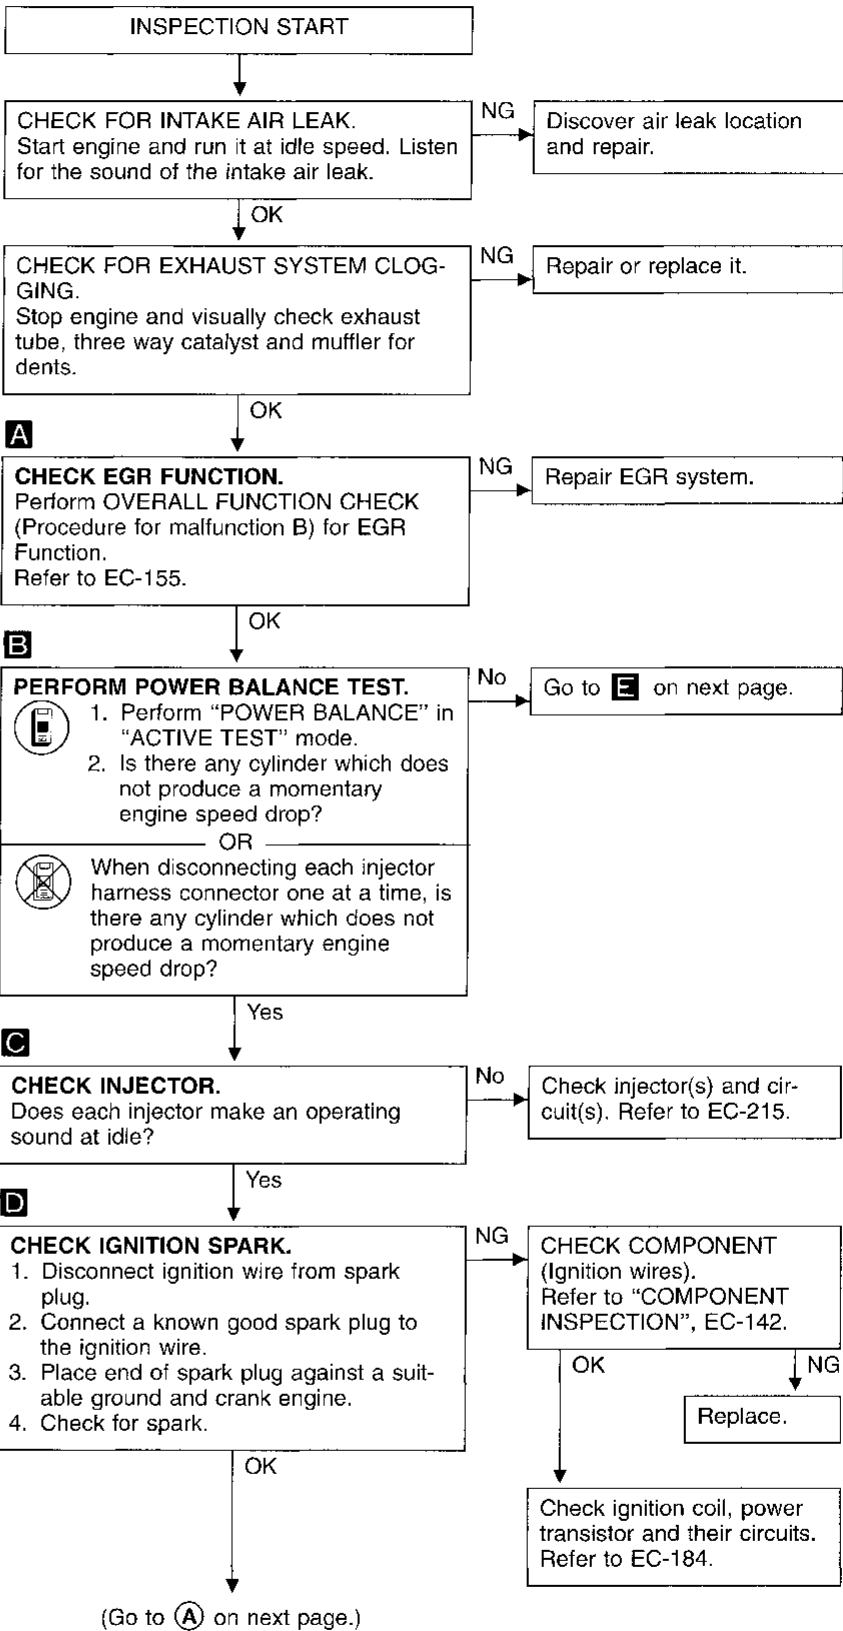 INSPECTION START
CHECK FOR INTAKE AIR LEAK.
Start engine and run it at idle speed. Listen
for the sound of the intake air leak.
NG
Discover air leak location
and repair.
OK
CHECK FOR EXHAUST SYSTEM CLOG-
GING.
Stop engine and visually check exhaust
tube, three way catalyst and muffler for
dents.
NG
Repair or replace it.
OK
A
CHECK EGR FUNCTION.
Perform OVERALL FUNCTION CHECK
(Procedure for malfunction B) for EGR
Function.
Refer to EC-155.
NG
Repair EGR system.
OK
B
PERFORM POWER BALANCE TEST.
1. Perform “POWER BALANCE” in
“ACTIVE TEST” mode.
2. Is there any cylinder which does
not produce a momentary
engine speed drop?
OR
When disconnecting each injector
harness connector one at a time, is
there any cylinder which does not
produce a momentary engine
speed drop?
No
Go to E on next page.
Yes
C
CHECK INJECTOR.
Does each injector make an operating
sound at idle?
No
Check injector(s) and cir-
cuit(s). Refer to EC-215.
Yes
D
CHECK IGNITION SPARK.
1. Disconnect ignition wire from spark
plug.
2. Connect a known good spark plug to
the ignition wire.
3. Place end of spark plug against a suit-
able ground and crank engine.
4. Check for spark.
NG
CHECK COMPONENT
(Ignition wires).
Refer to “COMPONENT
INSPECTION”, EC-142.
OK
NG
Replace.
Check ignition coil, power
transistor and their circuits.
Refer to EC-184.
OK
(Go to A on next page.)